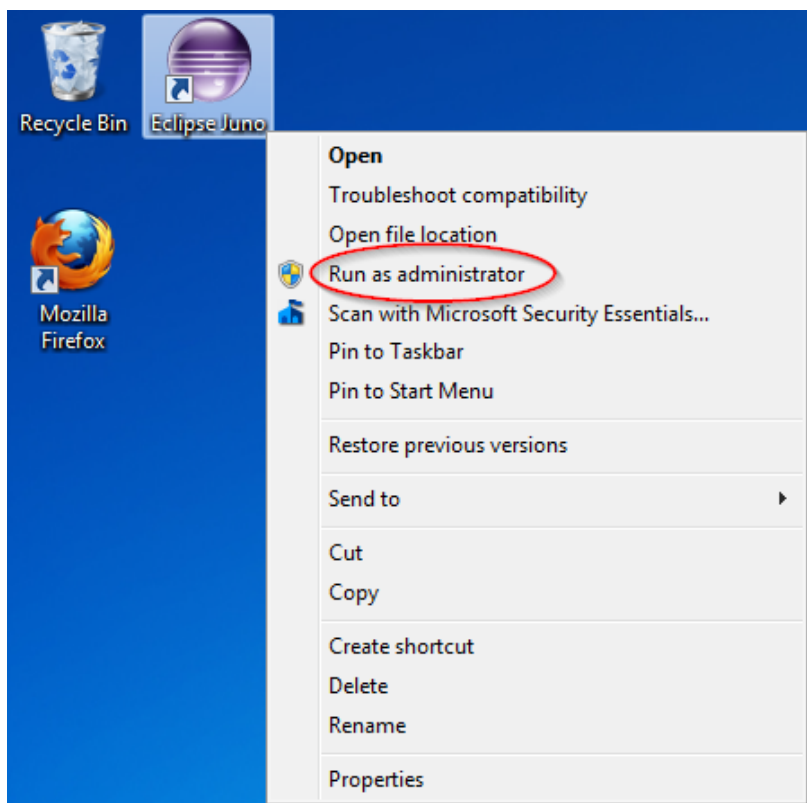 Recycle Bin
Eclipse Juno
Mozilla
Firefox
Open
Troubleshoot compatibility
Open file location
Run as administrator
Scan with Microsoft Security Essentials...
Pin to Taskbar
Pin to Start Menu
Restore previous versions
Send to
Cut
Copy
Create shortcut
Delete
Rename
Properties